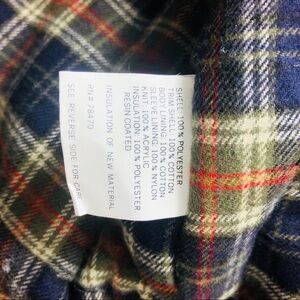 SHELL: 100% POLYESTER
TRIM SHELL: 100% COTTON
BODY LINING: 100% COTTON
SLEEVE LINING: 100% NYLON
KNIT: 100% ACRYLIC
INSULATION: 100% POLYESTER
RESIN COATED
INSULATION OF NEW MATERIAL
RN# 78470
SEE REVERSE SIDE FOR CARE